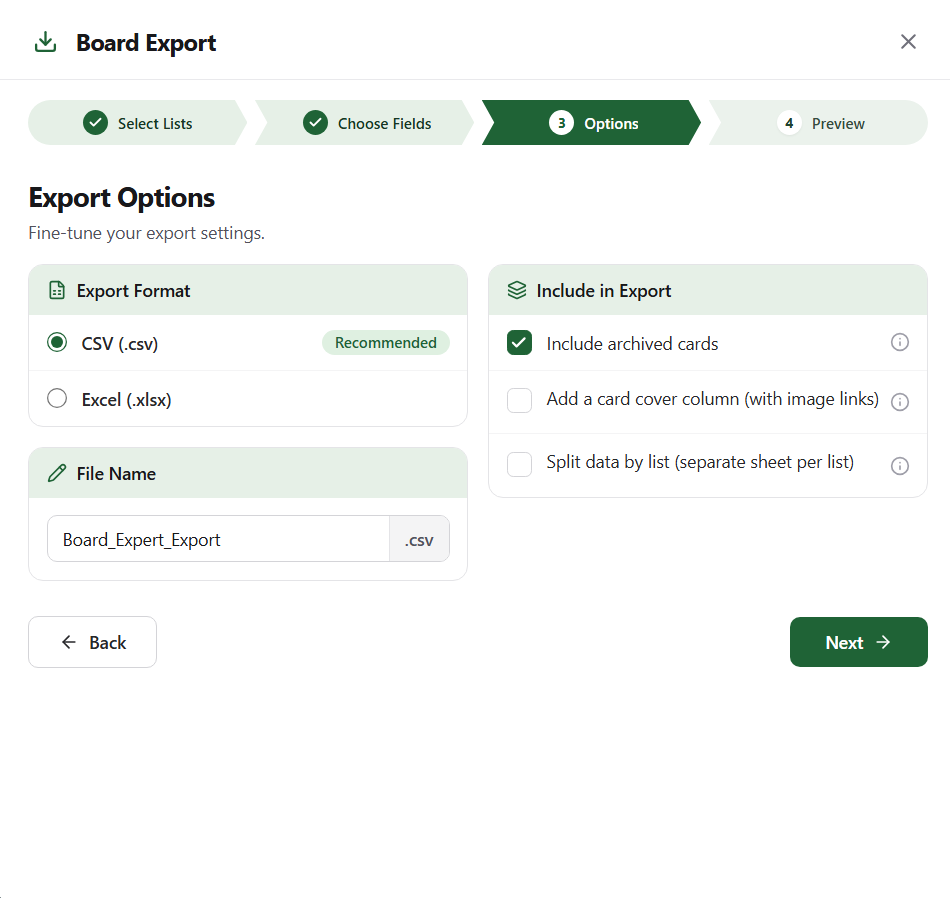 Board Export
Select Lists
Choose Fields
3 Options
4 Preview
Export Options
Fine-tune your export settings.
Export Format
CSV (.csv)
Recommended
Excel (.xlsx)
File Name
Board_Expert_Export
.csv
Include in Export
Include archived cards
Add a card cover column (with image links)
Split data by list (separate sheet per list)
Back
Next